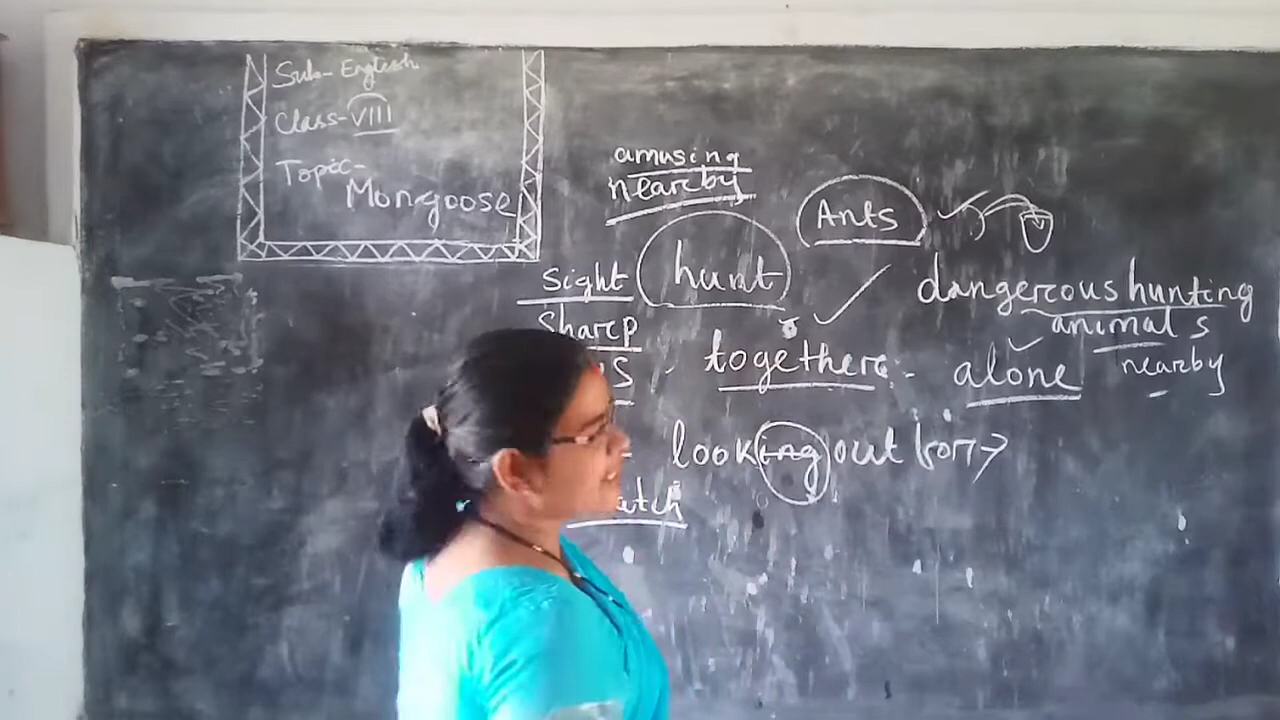 Sub- English
Class-VIII
Topic-
Mongoose
amusing
nearby
Ants
hunt
Sight
Sharp
dangerous hunting
animals
nearby
together
alone
looking out for